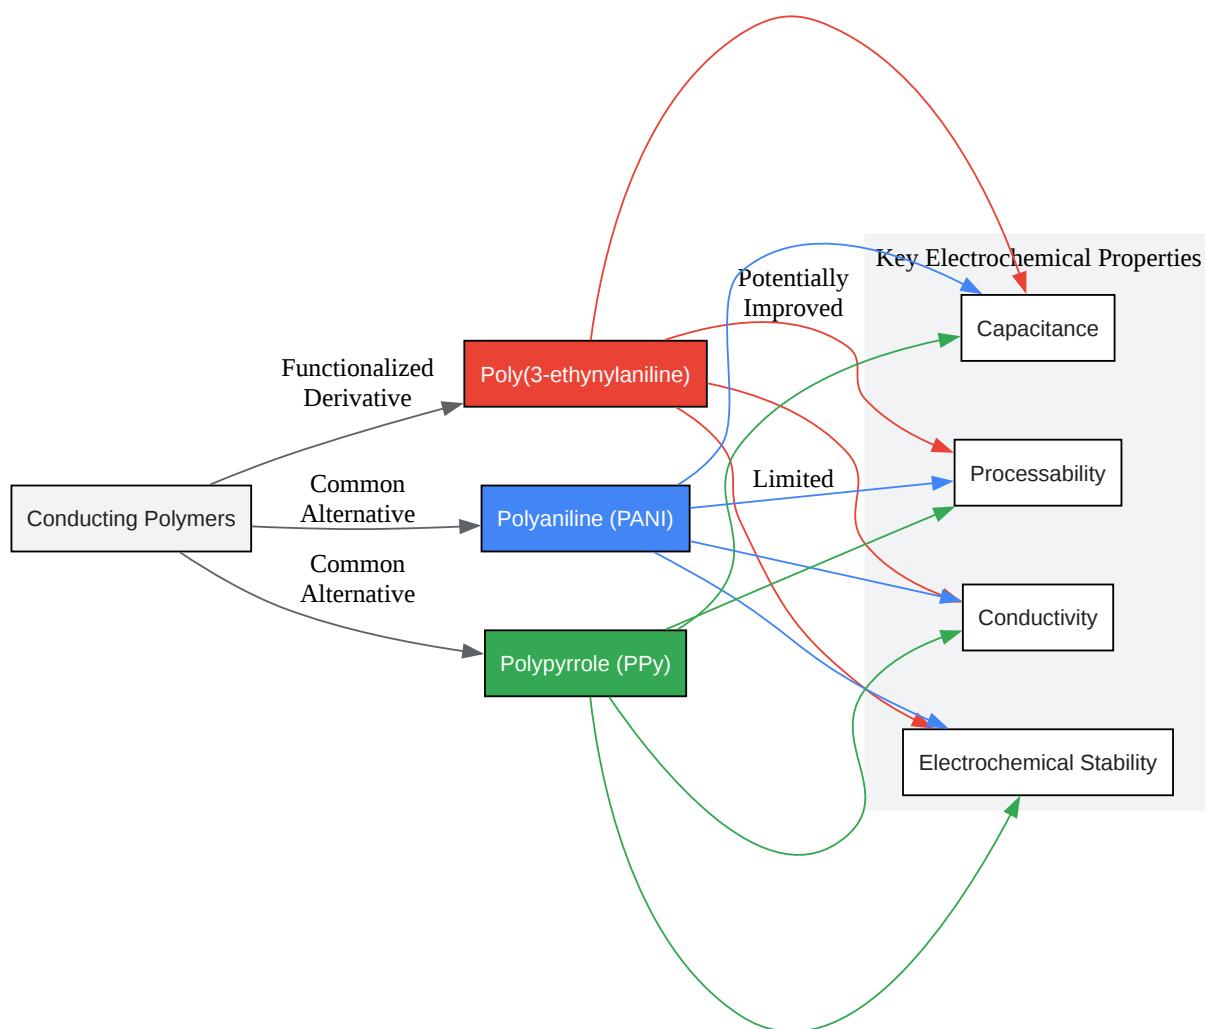 Key Electrochemical Properties
Potentially
Improved
Capacitance
Functionalized
Derivative
Poly(3-ethynylaniline)
Processability
Limited
Common
Alternative
Conducting Polymers
Polyaniline (PANI)
Common
Alternative
Conductivity
Polypyrrole (PPy)
Electrochemical Stability